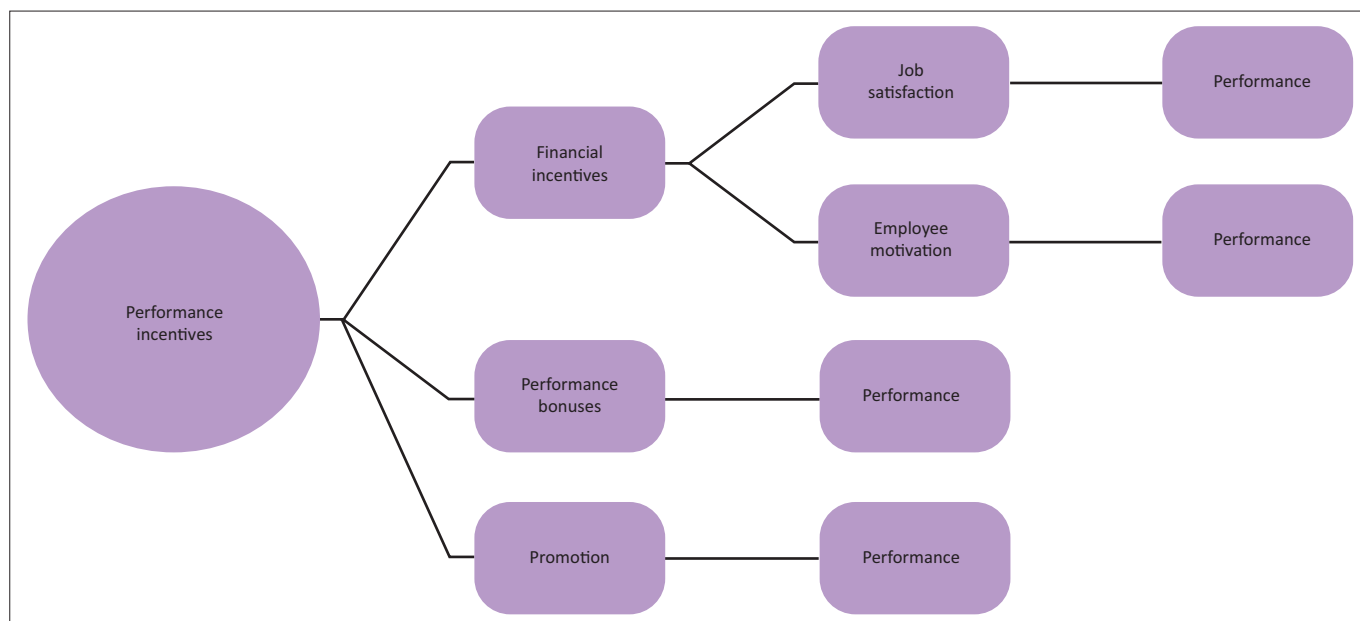 Job
satisfaction
Performance
Financial
incentives
Employee
motivation
Performance
Performance
incentives
Performance
bonuses
Performance
Promotion
Performance